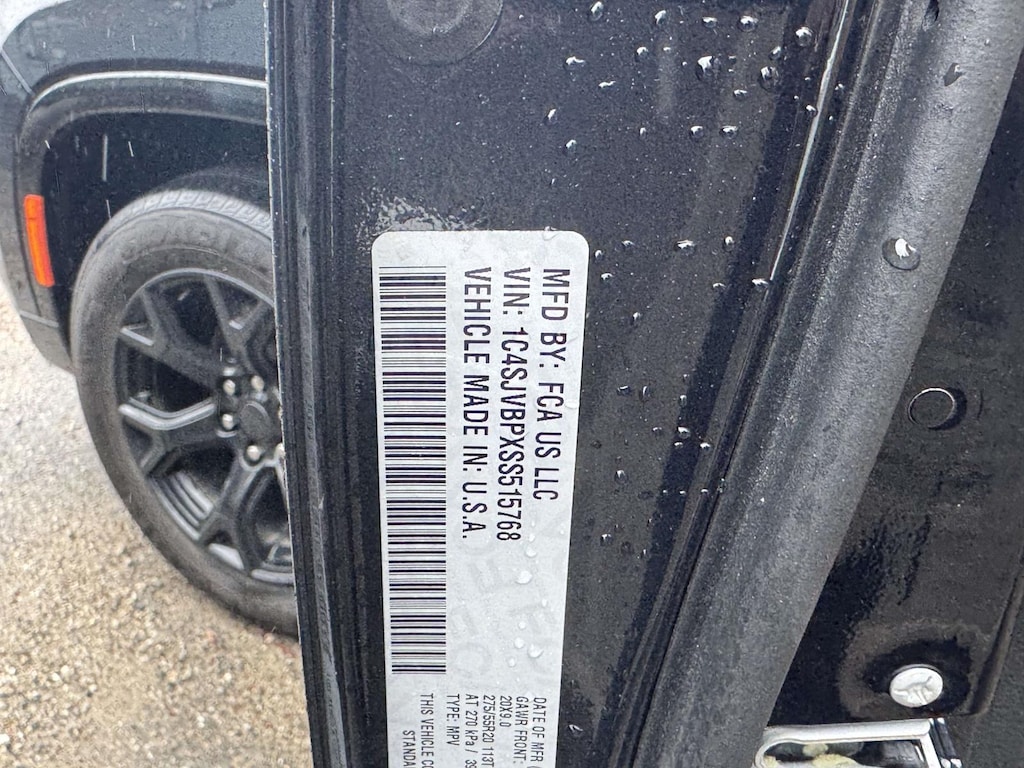 MFD BY: FCA US LLC
VIN: 1C4SJVBPXSS515768
VEHICLE MADE IN: U.S.A.
DATE OF MFR
GAWR FRONT:
20X9.0
275/55R20 113T
AT 270 kPa / 39
TYPE: MPV
THIS VEHICLE